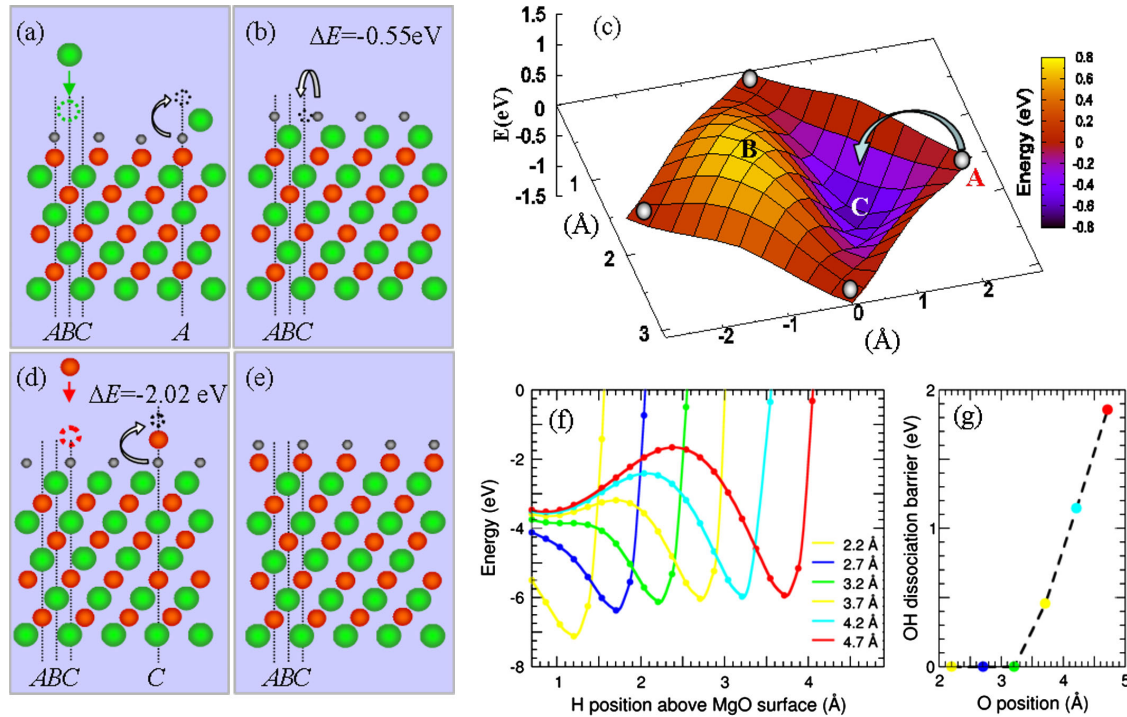 (a)
ABC
A
(b)
ΔE=-0.55eV
ABC
(c)
1.5
1
0.5
0
-0.5
-1
-1.5
E(eV)
1
2
3
(Å)
-2
-1
0
1
2
(Å)
A
B
C
0.8
0.6
0.4
0.2
0
-0.2
-0.4
-0.6
-0.8
Energy (eV)
(d)
ΔE=-2.02 eV
ABC
C
(e)
ABC
(f)
0
-2
-4
-6
-8
Energy (eV)
2.2 Å
2.7 Å
3.2 Å
3.7 Å
4.2 Å
4.7 Å
1
2
3
4
H position above MgO surface (Å)
(g)
2
1
0
OH dissociation barrier (eV)
2
3
4
5
O position (Å)